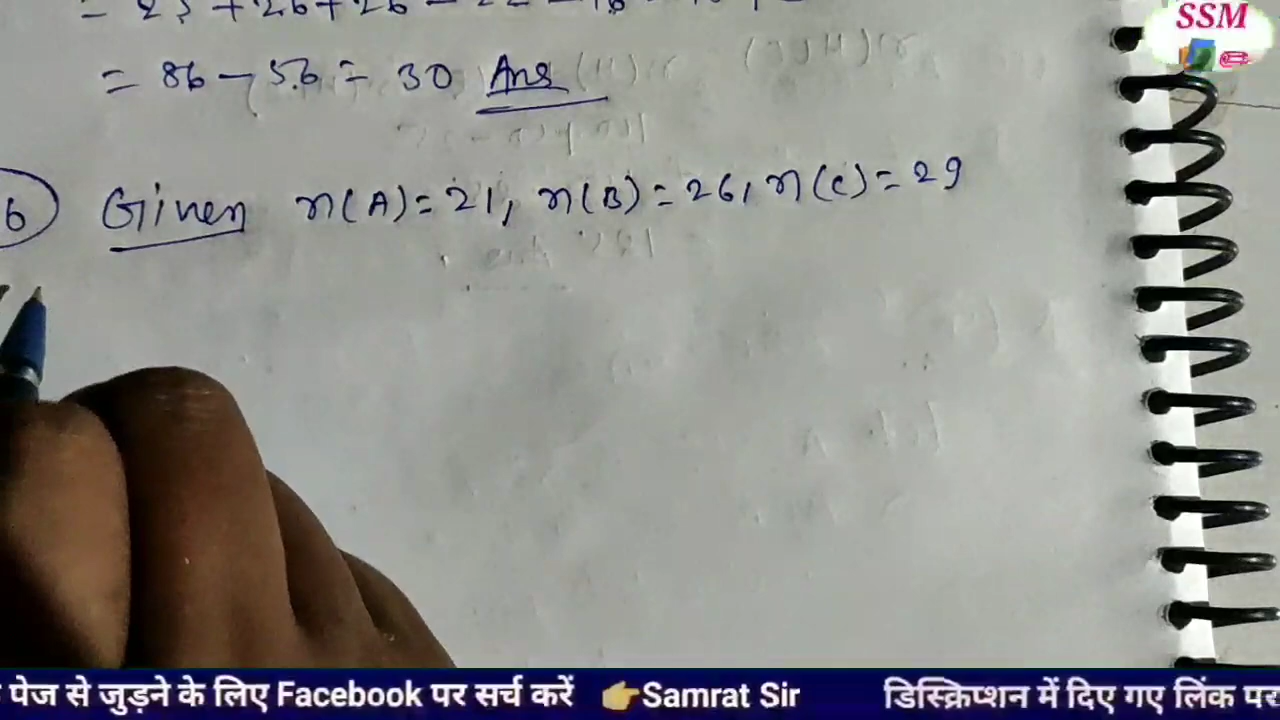 SSM
= 86 - 56 = 30 Ans
6 Given n(A) = 21, n(B) = 26, n(C) = 29
पेज से जुड़ने के लिए Facebook पर सर्च करें 👉Samrat Sir डिस्क्रिप्शन में दिए गए लिंक पर